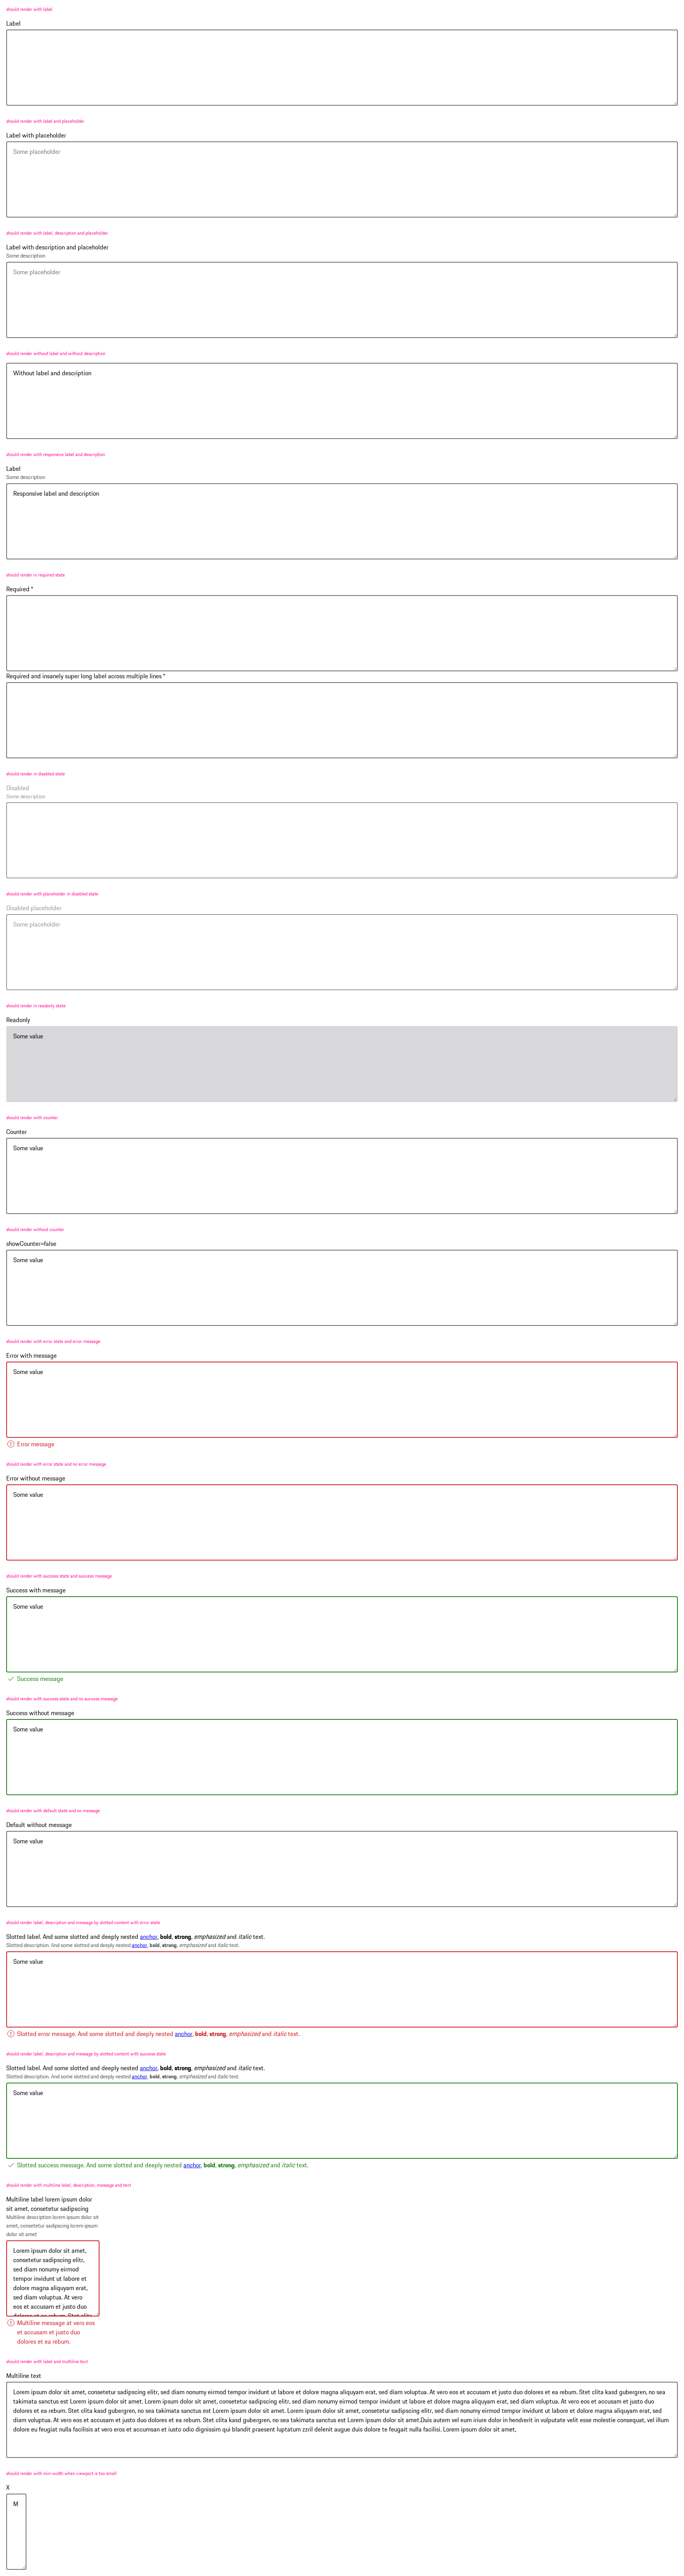 should render with label
Label
should render with label and placeholder
Label with placeholder
Some placeholder
should render with label, description and placeholder
Label with description and placeholder
Some description
Some placeholder
should render without label and without description
Without label and description
should render with responsive label and description
Label
Some description
Responsive label and description
should render in required state
Required *
Required and insanely super long label across multiple lines *
should render in disabled state
Disabled
Some description
should render with placeholder in disabled state
Disabled placeholder
Some placeholder
should render in readonly state
Readonly
Some value
should render with counter
Counter
Some value
should render without counter
showCounter=false
Some value
should render with error state and error message
Error with message
Some value
Error message
should render with error state and no error message
Error without message
Some value
should render with success state and success message
Success with message
Some value
Success message
should render with success state and no success message
Success without message
Some value
should render with default state and no message
Default without message
Some value
should render label, description and message by slotted content with error state
Slotted label. And some slotted and deeply nested anchor, bold, strong, emphasized and italic text.
Slotted description. And some slotted and deeply nested anchor, bold, strong, emphasized and italic text.
Some value
Slotted error message. And some slotted and deeply nested anchor, bold, strong, emphasized and italic text.
should render label, description and message by slotted content with success state
Slotted label. And some slotted and deeply nested anchor, bold, strong, emphasized and italic text.
Slotted description. And some slotted and deeply nested anchor, bold, strong, emphasized and italic text.
Some value
Slotted success message. And some slotted and deeply nested anchor, bold, strong, emphasized and italic text.
should render with multiline label, description, message and text
Multiline label lorem ipsum dolor
sit amet, consetetur sadipscing
Multiline description lorem ipsum dolor sit
amet, consetetur sadipscing lorem ipsum
dolor sit amet
Lorem ipsum dolor sit amet,
consetetur sadipscing elitr,
sed diam nonumy eirmod
tempor invidunt ut labore et
dolore magna aliquyam erat,
sed diam voluptua. At vero
eos et accusam et justo duo
dolores et ea rebum. Stet clita
Multiline message at vero eos
et accusam et justo duo
dolores et ea rebum.
should render with label and multiline text
Multiline text
Lorem ipsum dolor sit amet, consetetur sadipscing elitr, sed diam nonumy eirmod tempor invidunt ut labore et dolore magna aliquyam erat, sed diam voluptua. At vero eos et accusam et justo duo dolores et ea rebum. Stet clita kasd gubergren, no sea
takimata sanctus est Lorem ipsum dolor sit amet. Lorem ipsum dolor sit amet, consetetur sadipscing elitr, sed diam nonumy eirmod tempor invidunt ut labore et dolore magna aliquyam erat, sed diam voluptua. At vero eos et accusam et justo duo
dolores et ea rebum. Stet clita kasd gubergren, no sea takimata sanctus est Lorem ipsum dolor sit amet. Lorem ipsum dolor sit amet, consetetur sadipscing elitr, sed diam nonumy eirmod tempor invidunt ut labore et dolore magna aliquyam erat, sed
diam voluptua. At vero eos et accusam et justo duo dolores et ea rebum. Stet clita kasd gubergren, no sea takimata sanctus est Lorem ipsum dolor sit amet.Duis autem vel eum iriure dolor in hendrerit in vulputate velit esse molestie consequat, vel illum
dolore eu feugiat nulla facilisis at vero eros et accumsan et iusto odio dignissim qui blandit praesent luptatum zzril delenit augue duis dolore te feugait nulla facilisi. Lorem ipsum dolor sit amet,
should render with min-width when viewport is too small
X
M